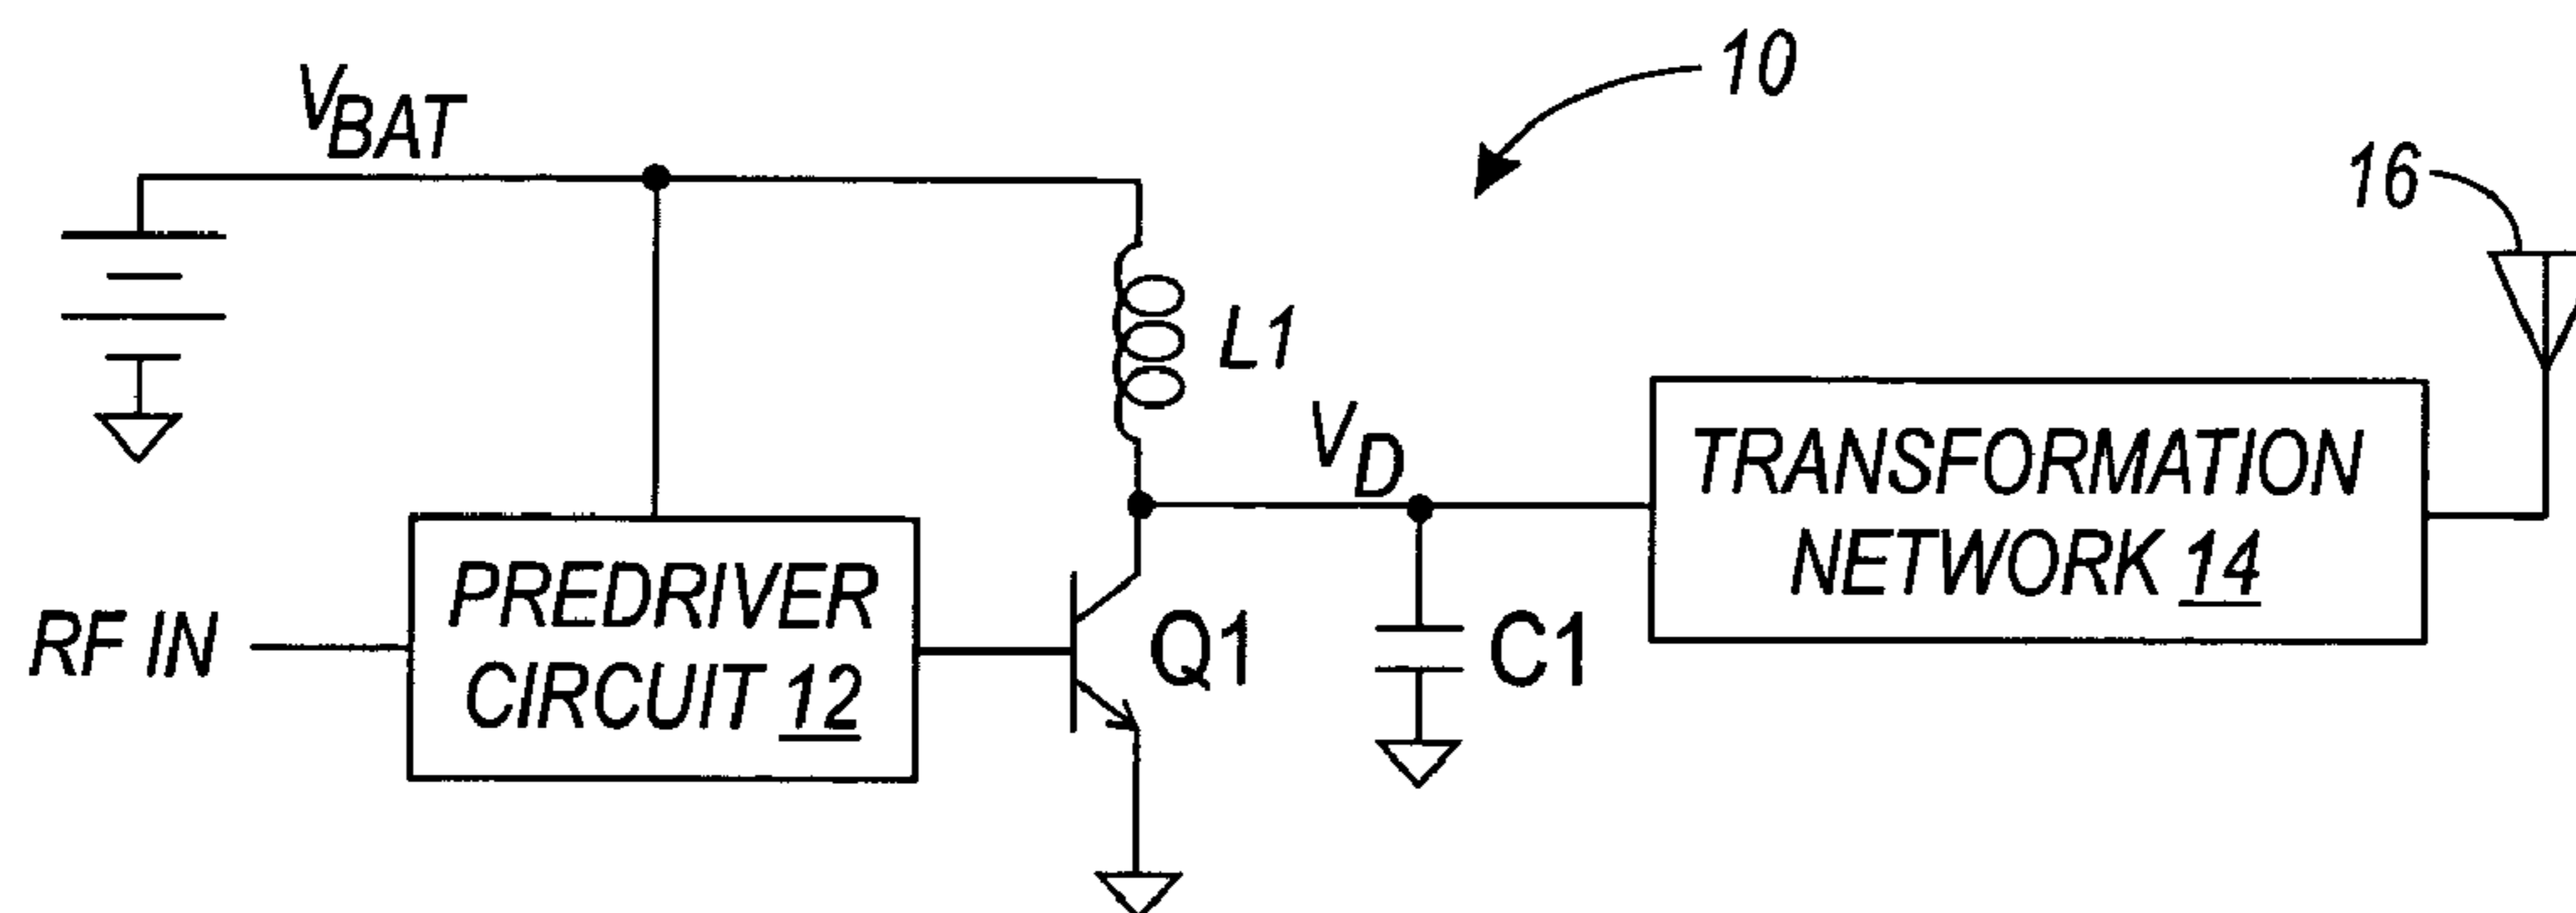 10
V_BAT
16
L1
V_D
TRANSFORMATION
NETWORK 14
PREDRIVER
CIRCUIT 12
RF IN
Q1
C1